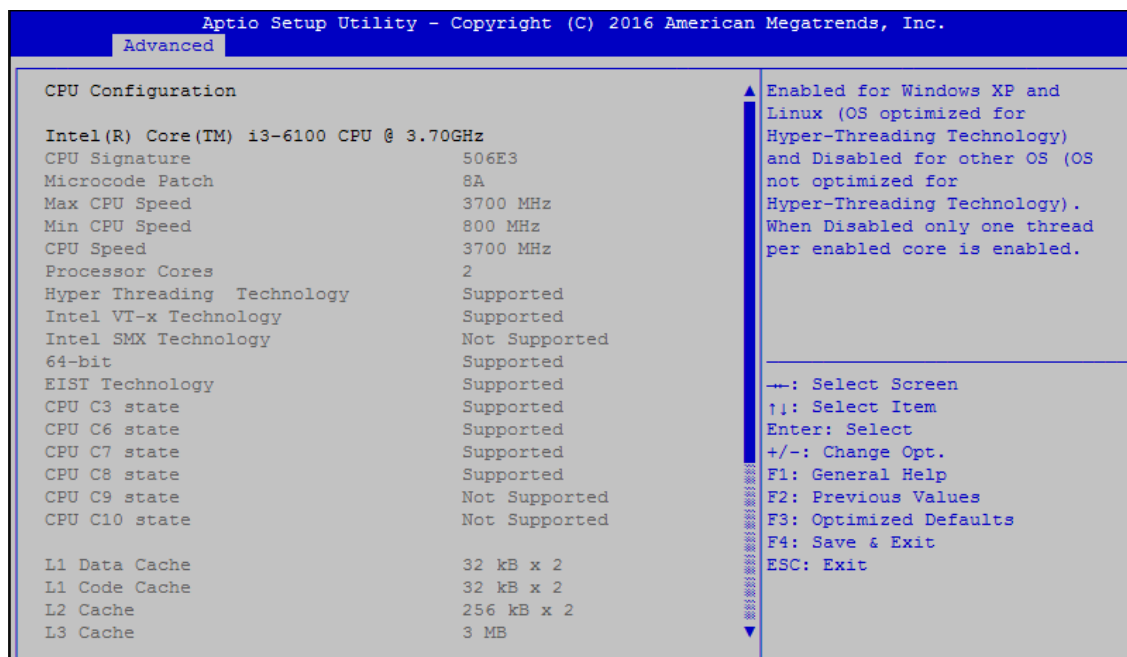 Aptio Setup Utility - Copyright (C) 2016 American Megatrends, Inc.
Advanced
CPU Configuration
Intel(R) Core(TM) i3-6100 CPU @ 3.70GHz
CPU Signature 506E3
Microcode Patch 8A
Max CPU Speed 3700 MHz
Min CPU Speed 800 MHz
CPU Speed 3700 MHz
Processor Cores 2
Hyper Threading Technology Supported
Intel VT-x Technology Supported
Intel SMX Technology Not Supported
64-bit Supported
EIST Technology Supported
CPU C3 state Supported
CPU C6 state Supported
CPU C7 state Supported
CPU C8 state Supported
CPU C9 state Not Supported
CPU C10 state Not Supported
L1 Data Cache 32 kB x 2
L1 Code Cache 32 kB x 2
L2 Cache 256 kB x 2
L3 Cache 3 MB
Enabled for Windows XP and
Linux (OS optimized for
Hyper-Threading Technology)
and Disabled for other OS (OS
not optimized for
Hyper-Threading Technology).
When Disabled only one thread
per enabled core is enabled.
→←: Select Screen
↑↓: Select Item
Enter: Select
+/-: Change Opt.
F1: General Help
F2: Previous Values
F3: Optimized Defaults
F4: Save & Exit
ESC: Exit